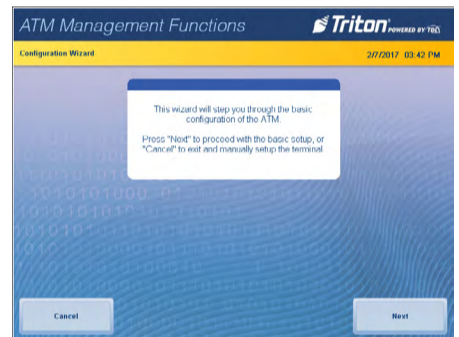 ATM Management Functions
Triton. POWERED BY
Configuration Wizard
2/7/2017 03:42 PM
This wizard will step you through the basic
configuration of the ATM.
Press "Next" to proceed with the basic setup, or
"Cancel" to exit and manually setup the terminal
Cancel
Next